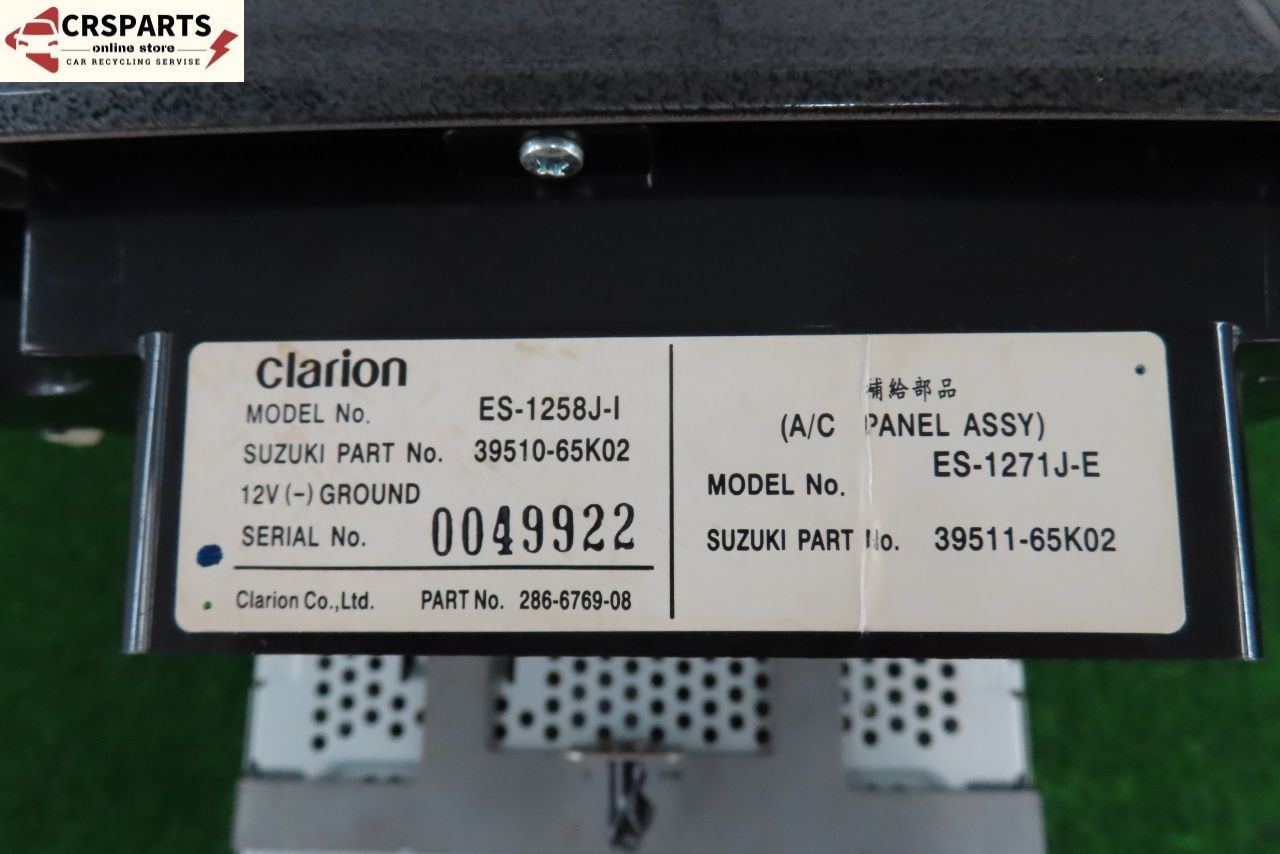 CRSPARTS
online store
CAR RECYCLING SERVISE
clarion
MODEL No. ES-1258J-I
SUZUKI PART No. 39510-65K02
12V (-) GROUND
SERIAL No. 0049922
Clarion Co.,Ltd. PART No. 286-6769-08
補給部品
(A/C PANEL ASSY)
MODEL No. ES-1271J-E
SUZUKI PART No. 39511-65K02